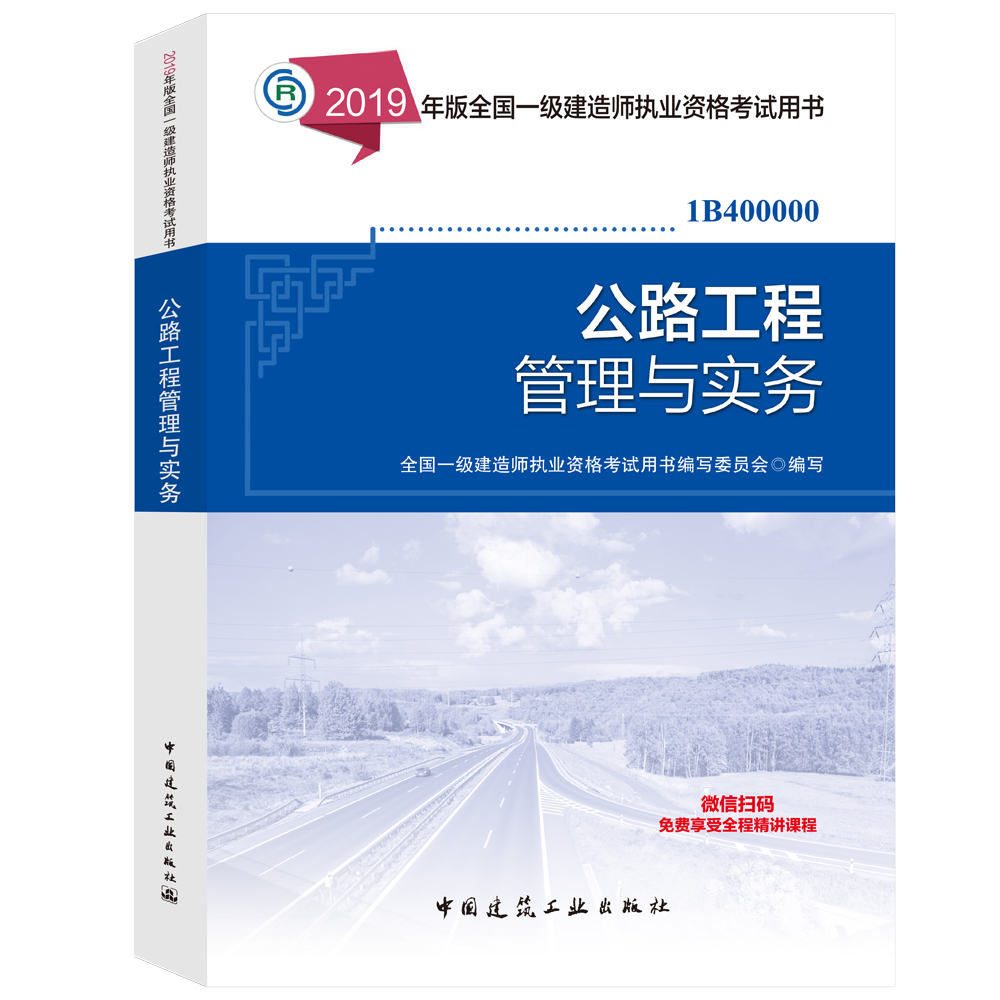 R
2019 年版全国一级建造师执业资格考试用书
1B400000
公路工程
管理与实务
全国一级建造师执业资格考试用书编写委员会◎编写
微信扫码
免费享受全程精讲课程
中国建筑工业出版社
2019年版全国一级建造师执业资格考试用书
公路工程管理与实务
中国建筑工业出版社